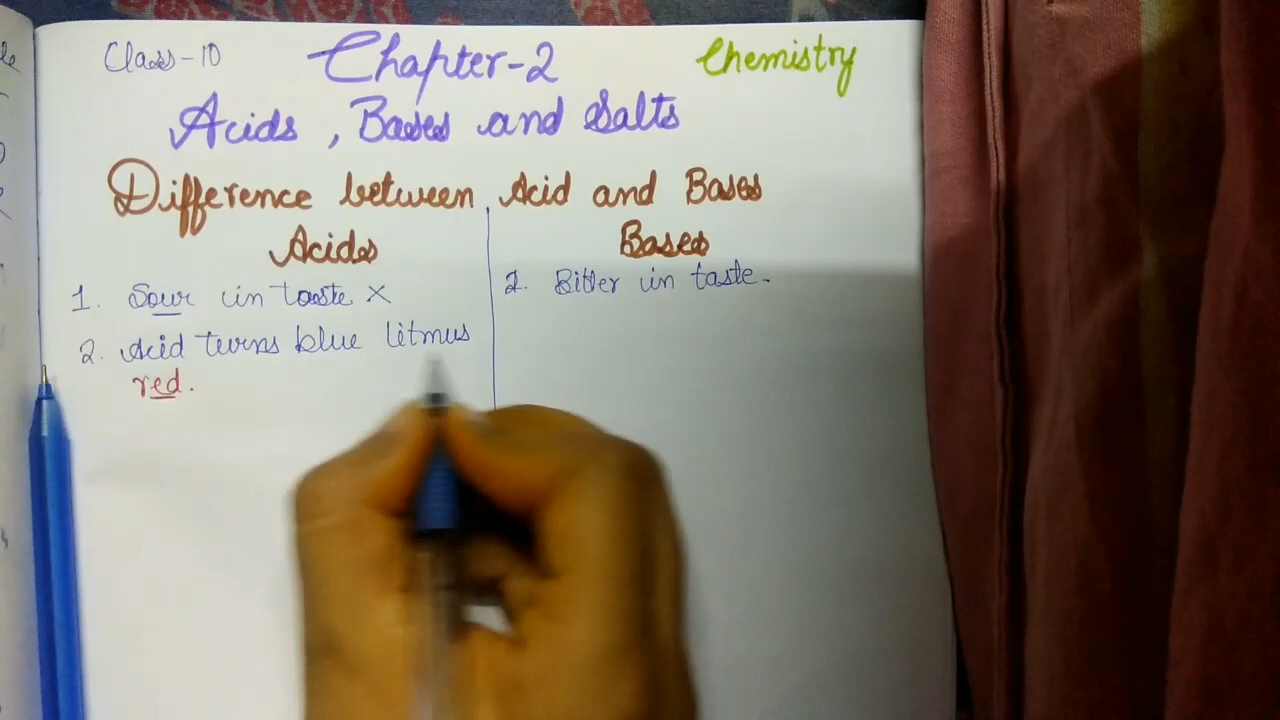 Class-10
Chapter-2
Chemistry
Acids, Bases and Salts
Difference between Acid and Bases
Acids
Bases
1. Sour in taste ×
2. Acid turns blue litmus
red.
2. Bitter in taste.